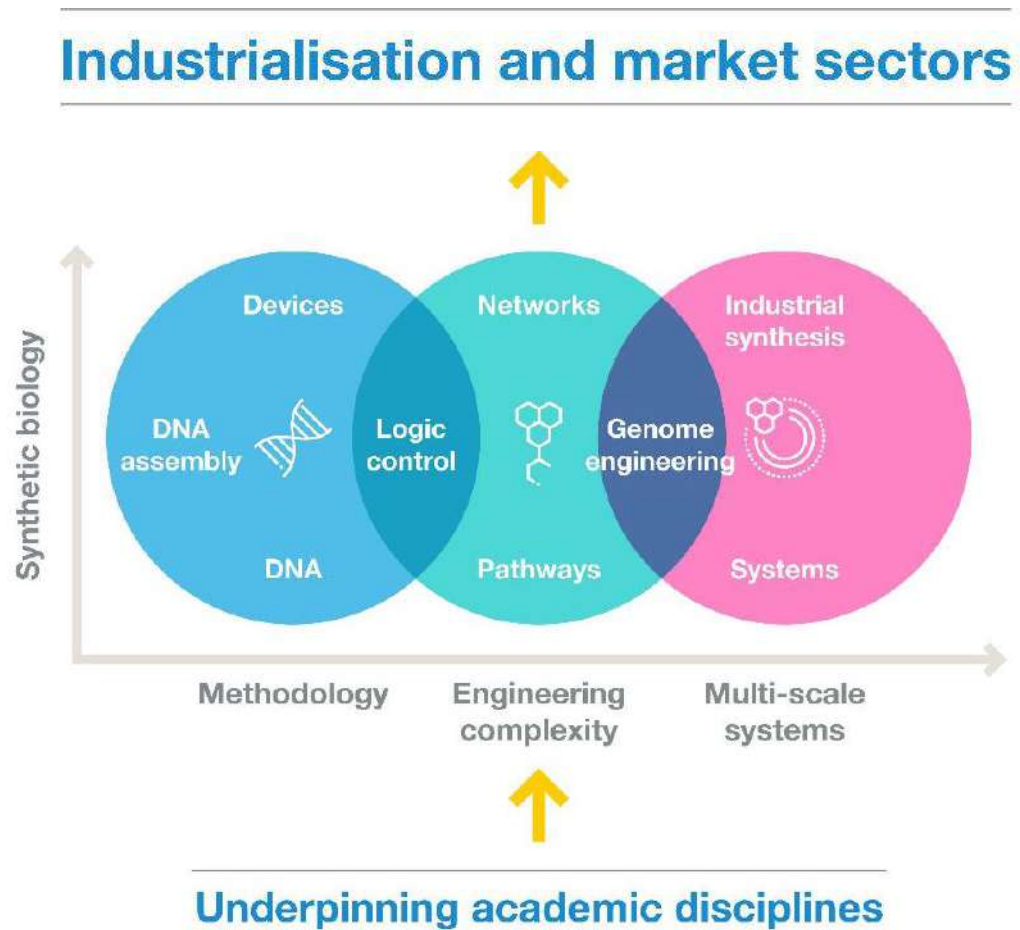 Industrialisation and market sectors
Synthetic biology
Devices
Networks
Industrial
synthesis
DNA
assembly
Logic
control
Genome
engineering
DNA
Pathways
Systems
Methodology
Engineering
complexity
Multi-scale
systems
Underpinning academic disciplines